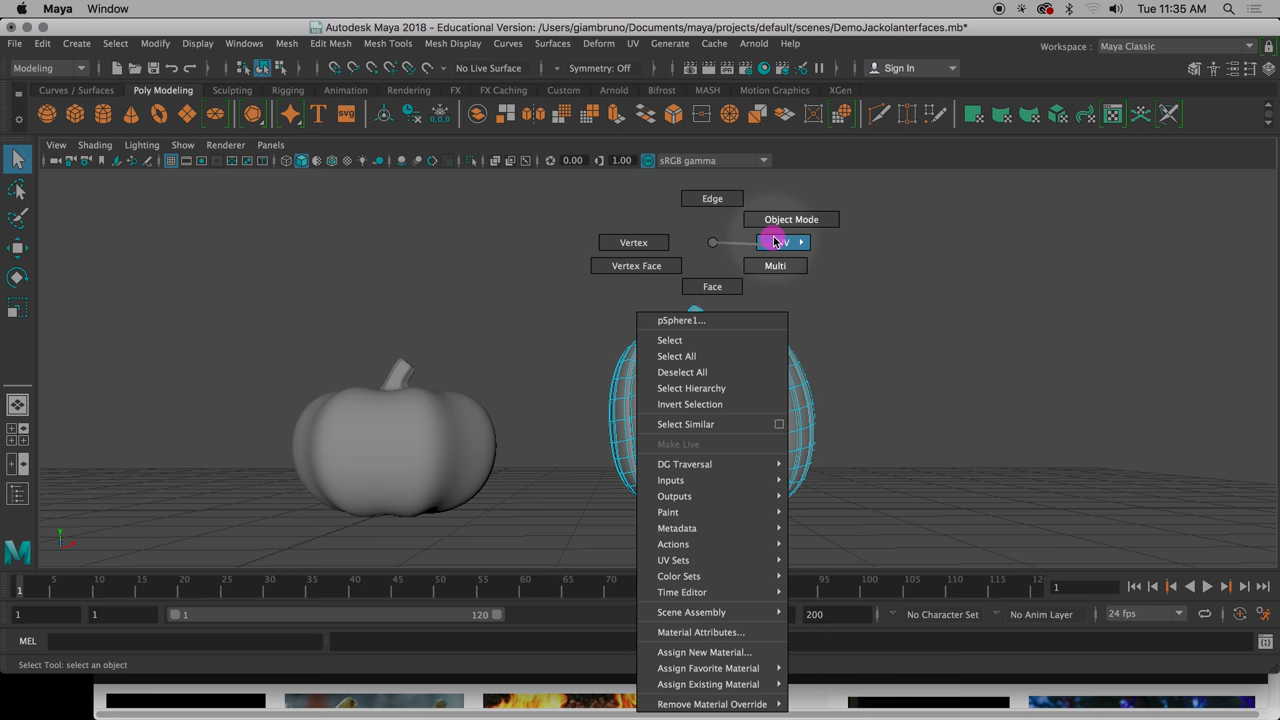 Maya Window Tue 11:35 AM
Autodesk Maya 2018 - Educational Version: /Users/giambruno/Documents/maya/projects/default/scenes/DemoJackolanterfaces.mb*
File Edit Create Select Modify Display Windows Mesh Edit Mesh Mesh Tools Mesh Display Curves Surfaces Deform UV Generate Cache Arnold Help Workspace : Maya Classic
Modeling No Live Surface Symmetry: Off Sign In
Curves / Surfaces Poly Modeling Sculpting Rigging Animation Rendering FX FX Caching Custom Arnold Bifrost MASH Motion Graphics XGen
T SVG 0,0,0
View Shading Lighting Show Renderer Panels
0.00 1.00 sRGB gamma
Edge
Object Mode
Vertex
Vertex Face Multi
Face
pSphere1...
Select
Select All
Deselect All
Select Hierarchy
Invert Selection
Select Similar
Make Live
DG Traversal
Inputs
Outputs
Paint
Metadata
Actions
UV Sets
Color Sets
Time Editor
Scene Assembly
Material Attributes...
Assign New Material...
Assign Favorite Material
Assign Existing Material
Remove Material Override
y
x
5 10 15 20 25 30 35 40 45 50 55 60 65 70 95 100 105 110 115 120
1 1
1 1 1 120 200 No Character Set No Anim Layer 24 fps
MEL
Select Tool: select an object